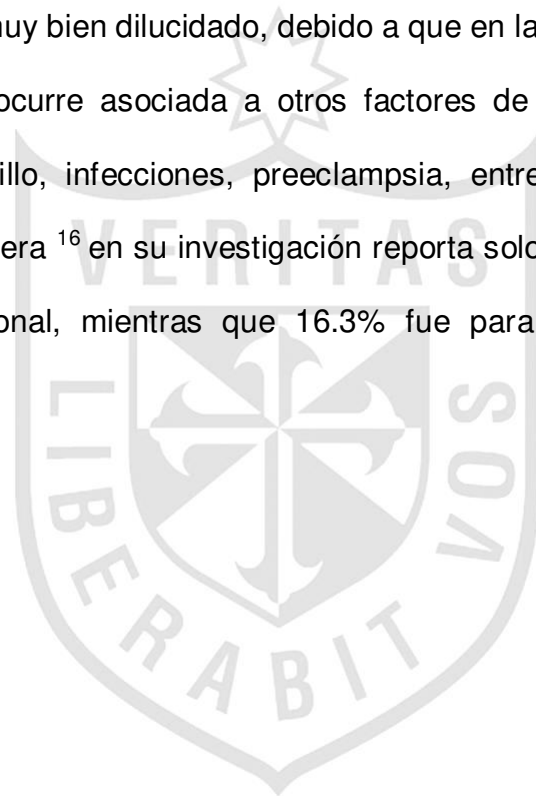 muy bien dilucidado, debido a que en la
ocurre asociada a otros factores de
illo, infecciones, preeclampsia, entre
era 16 en su investigación reporta solo
onal, mientras que 16.3% fue para
VERITAS
LIBERABIT VOS